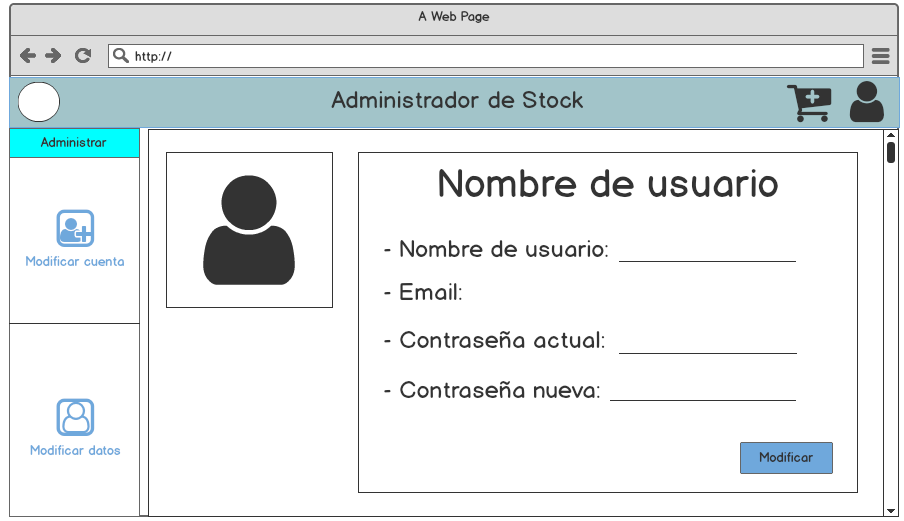 A Web Page
http://
Administrador de Stock
Administrar
Modificar cuenta
Modificar datos
Nombre de usuario
- Nombre de usuario:
- Email:
- Contraseña actual:
- Contraseña nueva:
Modificar